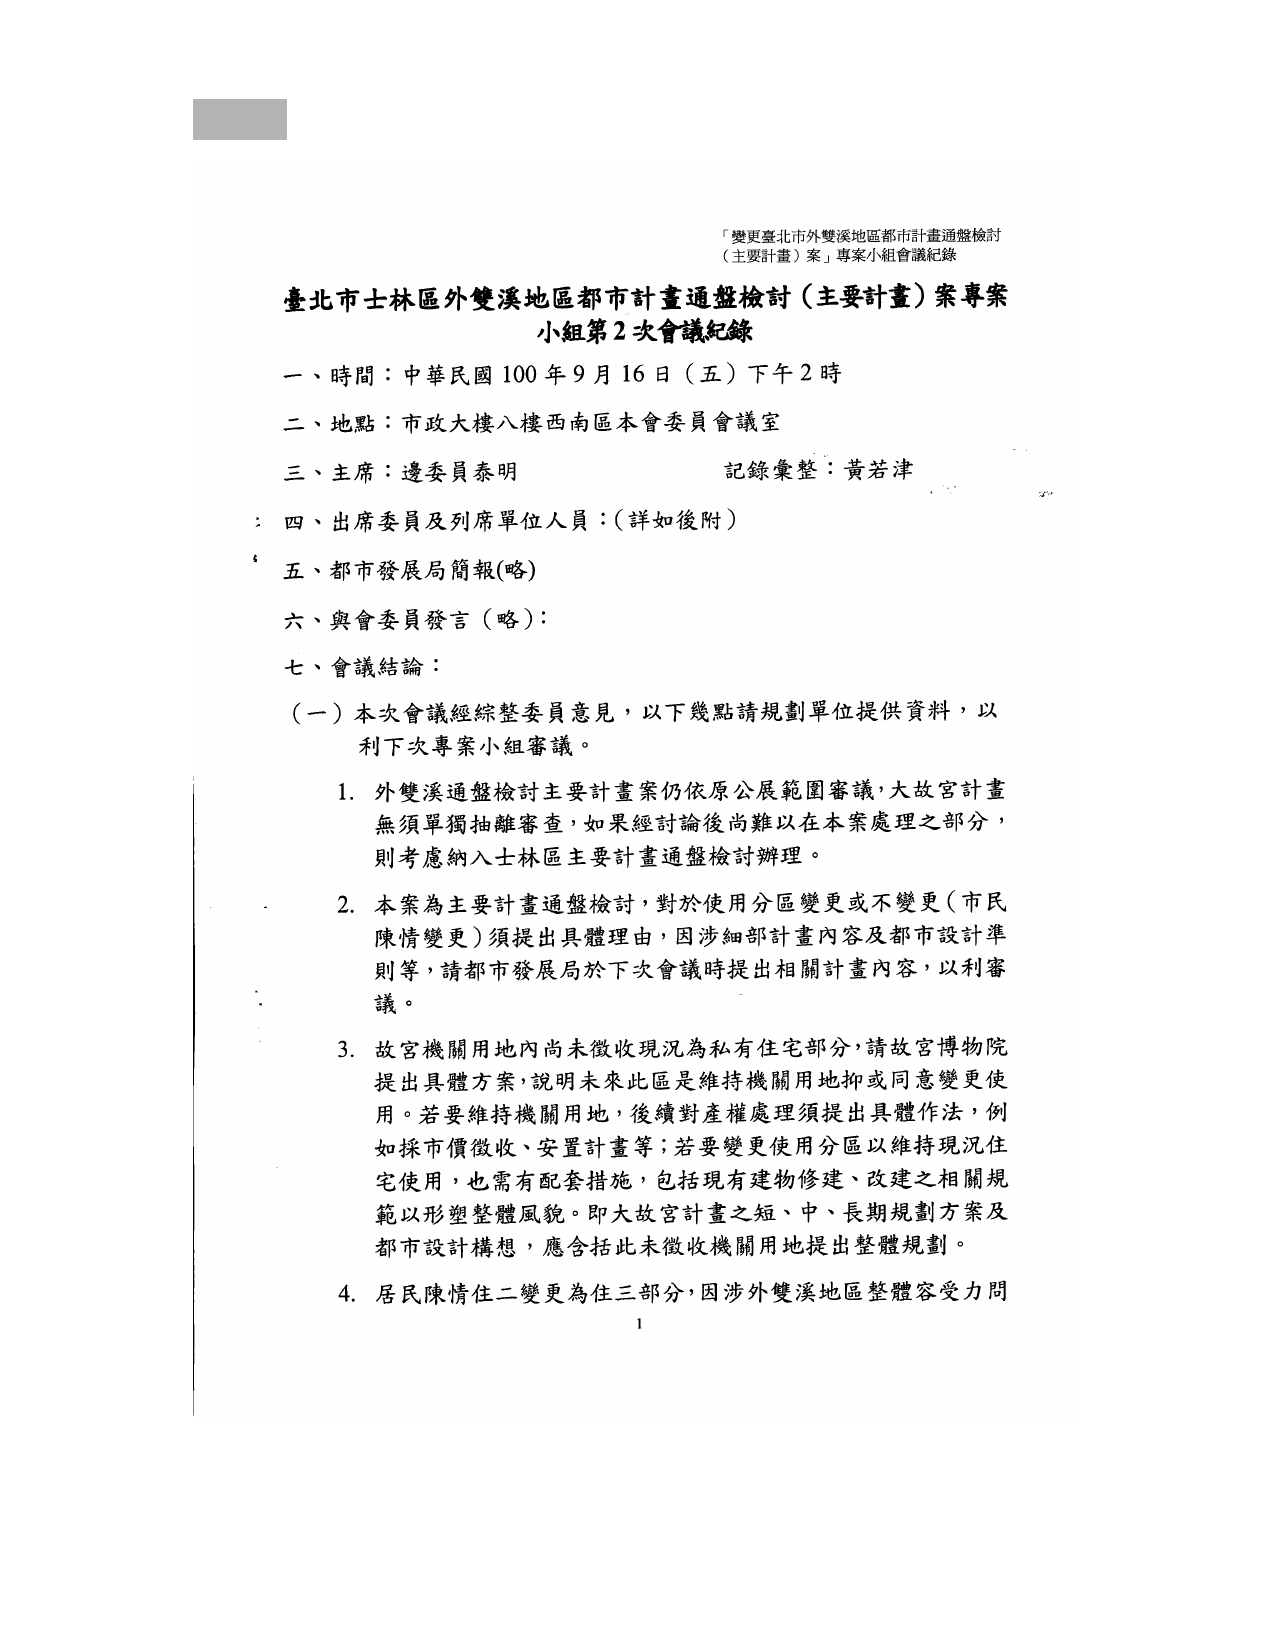 「變更臺北市外雙溪地區都市計畫通盤檢討
（主要計畫）案」專案小組會議紀錄
臺北市士林區外雙溪地區都市計畫通盤檢討（主要計畫）案專案
小組第2次會議紀錄
一、時間：中華民國100年9月16日（五）下午2時
二、地點：市政大樓八樓西南區本會委員會議室
三、主席：邊委員泰明 記錄彙整：黃若津
四、出席委員及列席單位人員：（詳如後附）
五、都市發展局簡報(略)
六、與會委員發言（略）：
七、會議結論：
（一）本次會議經綜整委員意見，以下幾點請規劃單位提供資料，以
利下次專案小組審議。
1. 外雙溪通盤檢討主要計畫案仍依原公展範圍審議，大故宮計畫
無須單獨抽離審查，如果經討論後尚難以在本案處理之部分，
則考慮納入士林區主要計畫通盤檢討辦理。
2. 本案為主要計畫通盤檢討，對於使用分區變更或不變更（市民
陳情變更）須提出具體理由，因涉細部計畫內容及都市設計準
則等，請都市發展局於下次會議時提出相關計畫內容，以利審
議。
3. 故宮機關用地內尚未徵收現況為私有住宅部分，請故宮博物院
提出具體方案，說明未來此區是維持機關用地抑或同意變更使
用。若要維持機關用地，後續對產權處理須提出具體作法，例
如採市價徵收、安置計畫等；若要變更使用分區以維持現況住
宅使用，也需有配套措施，包括現有建物修建、改建之相關規
範以形塑整體風貌。即大故宮計畫之短、中、長期規劃方案及
都市設計構想，應含括此未徵收機關用地提出整體規劃。
4. 居民陳情住二變更為住三部分，因涉外雙溪地區整體容受力問
1